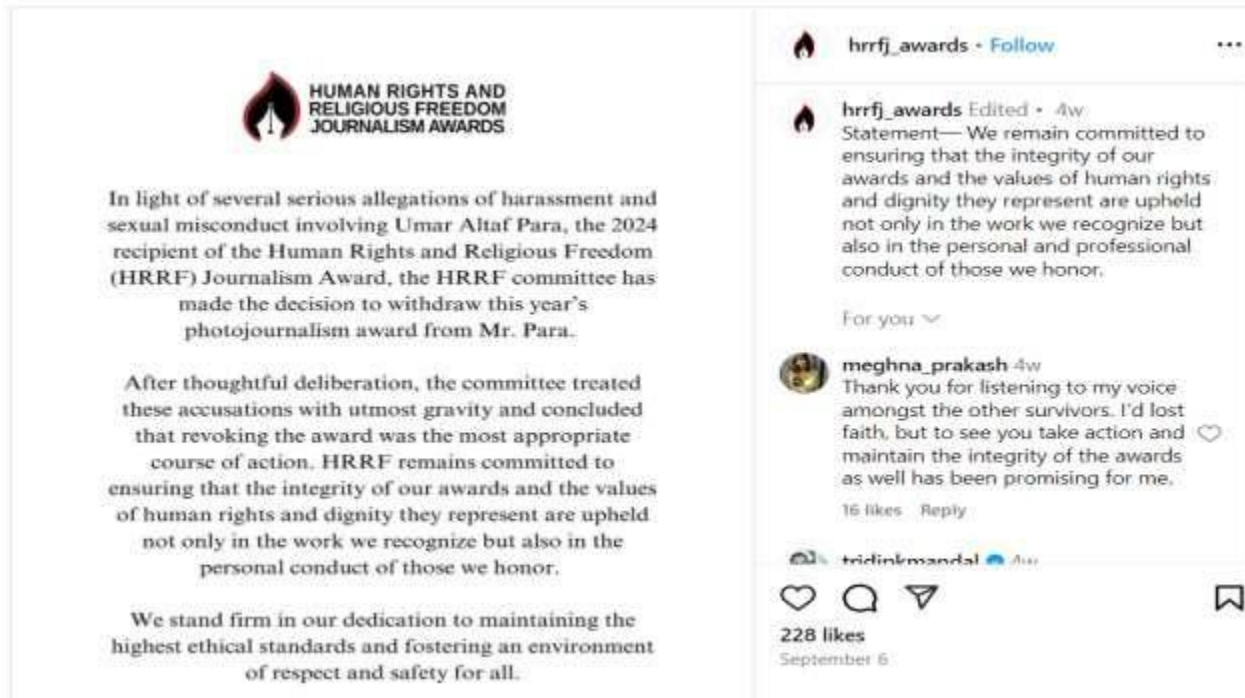 HUMAN RIGHTS AND
RELIGIOUS FREEDOM
JOURNALISM AWARDS
In light of several serious allegations of harassment and
sexual misconduct involving Umar Altaf Para, the 2024
recipient of the Human Rights and Religious Freedom
(HRRF) Journalism Award, the HRRF committee has
made the decision to withdraw this year's
photojournalism award from Mr. Para.
After thoughtful deliberation, the committee treated
these accusations with utmost gravity and concluded
that revoking the award was the most appropriate
course of action. HRRF remains committed to
ensuring that the integrity of our awards and the values
of human rights and dignity they represent are upheld
not only in the work we recognize but also in the
personal conduct of those we honor.
We stand firm in our dedication to maintaining the
highest ethical standards and fostering an environment
of respect and safety for all.
hrrfj_awards • Follow
hrrfj_awards Edited • 4w
Statement— We remain committed to
ensuring that the integrity of our
awards and the values of human rights
and dignity they represent are upheld
not only in the work we recognize but
also in the personal and professional
conduct of those we honor.
For you
meghna_prakash 4w
Thank you for listening to my voice
amongst the other survivors. I'd lost
faith, but to see you take action and
maintain the integrity of the awards
as well has been promising for me.
16 likes Reply
tridipkmandal 4w
228 likes
September 6